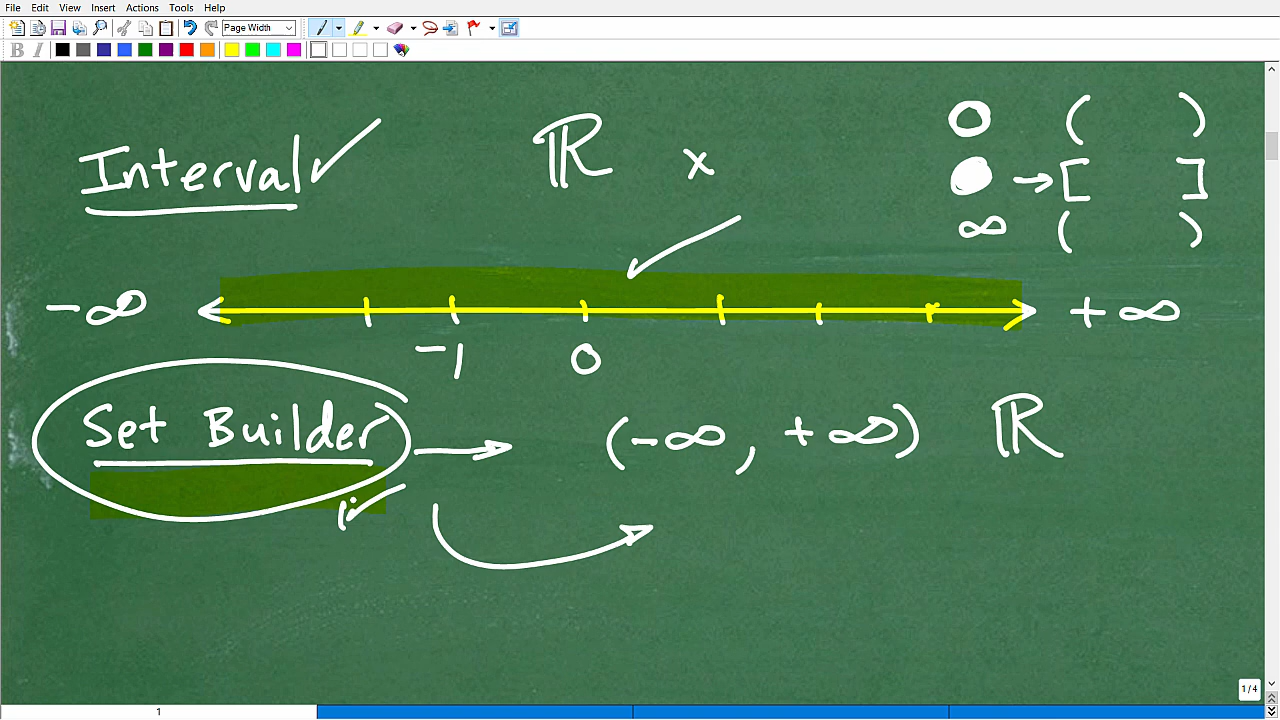 File Edit View Insert Actions Tools Help
Page Width
B I
Interval ℝ x
( )
→ [ ]
∞ ( )
-∞ +∞
-1 0
Set Builder → (-∞, +∞) ℝ
1/4
1